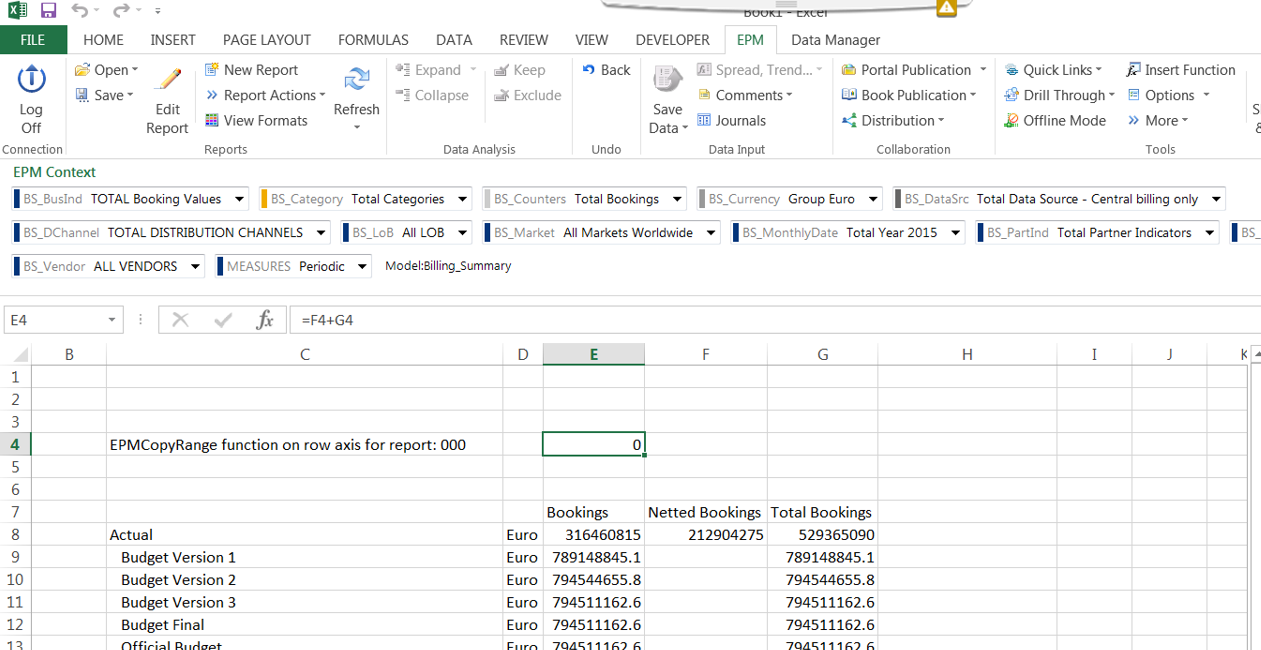 Book1 - Excel
FILE HOME INSERT PAGE LAYOUT FORMULAS DATA REVIEW VIEW DEVELOPER EPM Data Manager
Open New Report Expand Keep Back Spread, Trend... Portal Publication Quick Links Insert Function
Log Off Save Edit Report Report Actions Refresh Collapse Exclude Save Data Comments Book Publication Drill Through Options
View Formats Journals Distribution Offline Mode More
Connection Reports Data Analysis Undo Data Input Collaboration Tools
EPM Context
BS_BusInd TOTAL Booking Values BS_Category Total Categories BS_Counters Total Bookings BS_Currency Group Euro BS_DataSrc Total Data Source - Central billing only
BS_DChannel TOTAL DISTRIBUTION CHANNELS BS_LoB All LOB BS_Market All Markets Worldwide BS_MonthlyDate Total Year 2015 BS_PartInd Total Partner Indicators BS_
BS_Vendor ALL VENDORS MEASURES Periodic Model:Billing_Summary
E4 fx =F4+G4
B C D E F G H I J K
1
2
3
4 EPMCopyRange function on row axis for report: 000 0
5
6
7 Bookings Netted Bookings Total Bookings
8 Actual Euro 316460815 212904275 529365090
9 Budget Version 1 Euro 789148845.1 789148845.1
10 Budget Version 2 Euro 794544655.8 794544655.8
11 Budget Version 3 Euro 794511162.6 794511162.6
12 Budget Final Euro 794511162.6 794511162.6
13 Official Budget Euro 794511162.6 794511162.6